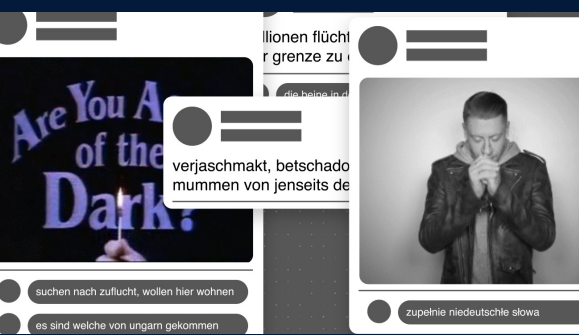 Are You A
of the
Dark?
suchen nach zuflucht, wollen hier wohnen
es sind welche von ungarn gekommen
llionen flücht
r grenze zu
die beine in de
verjaschmakt, betschado
mummen von jenseits de
zupełnie niedeutschłe słowa